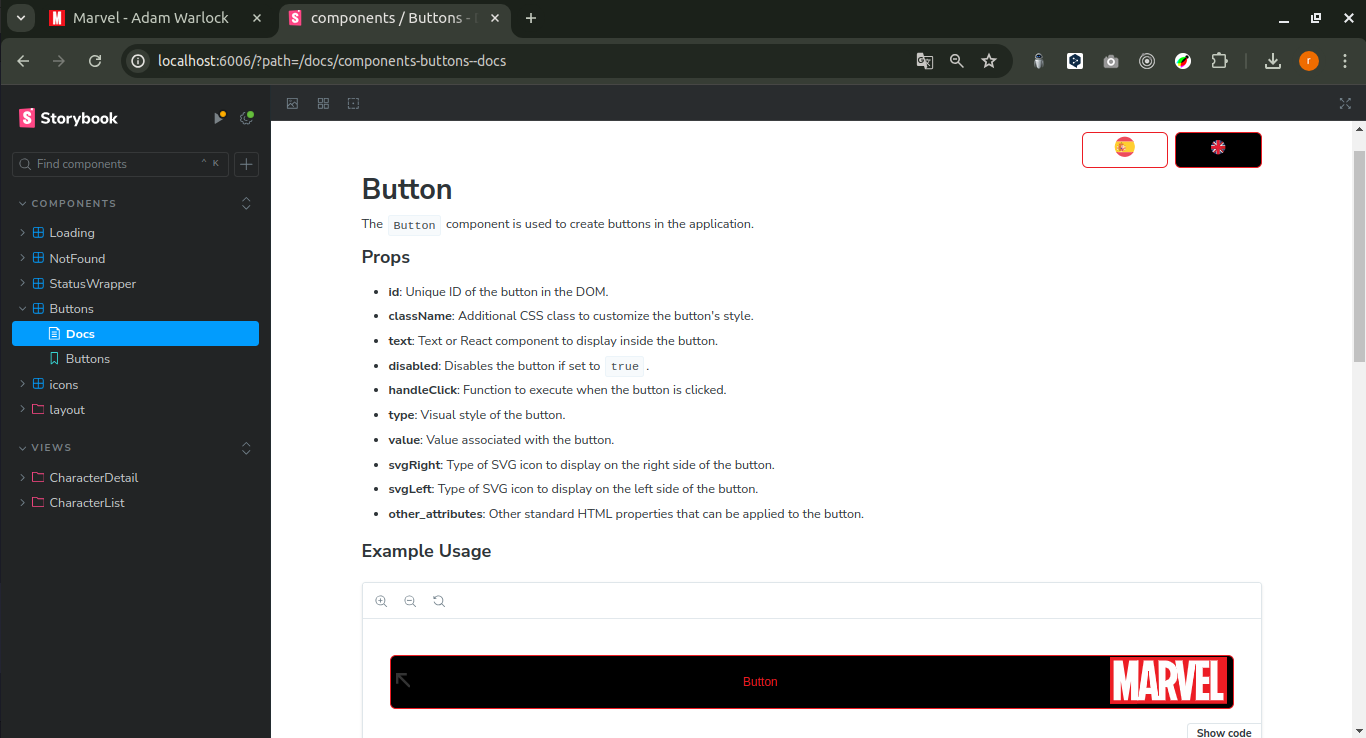 Marvel - Adam Warlock
components / Buttons -
localhost:6006/?path=/docs/components-buttons--docs
r
Storybook
Find components
^ K
COMPONENTS
Loading
NotFound
StatusWrapper
Buttons
Docs
Buttons
icons
layout
VIEWS
CharacterDetail
CharacterList
Button
The Button component is used to create buttons in the application.
Props
id: Unique ID of the button in the DOM.
className: Additional CSS class to customize the button's style.
text: Text or React component to display inside the button.
disabled: Disables the button if set to true .
handleClick: Function to execute when the button is clicked.
type: Visual style of the button.
value: Value associated with the button.
svgRight: Type of SVG icon to display on the right side of the button.
svgLeft: Type of SVG icon to display on the left side of the button.
other_attributes: Other standard HTML properties that can be applied to the button.
Example Usage
Button
MARVEL
Show code